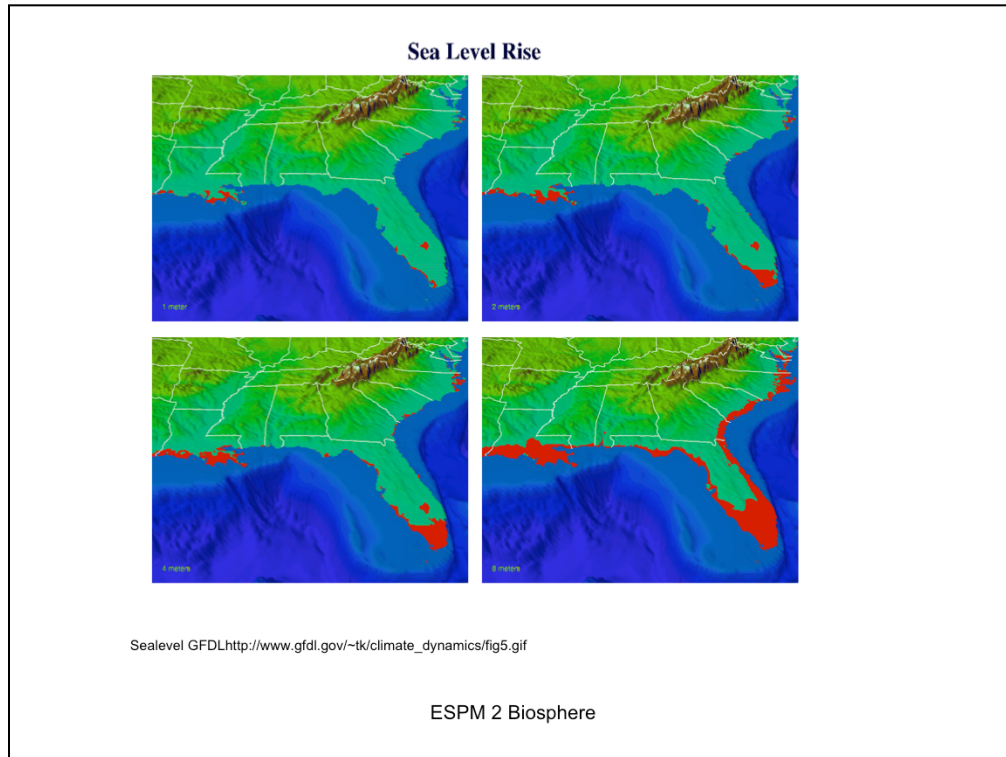 Sea Level Rise
1 meter
2 meters
4 meters
8 meters
Sealevel GFDLhttp://www.gfdl.gov/~tk/climate_dynamics/fig5.gif
ESPM 2 Biosphere